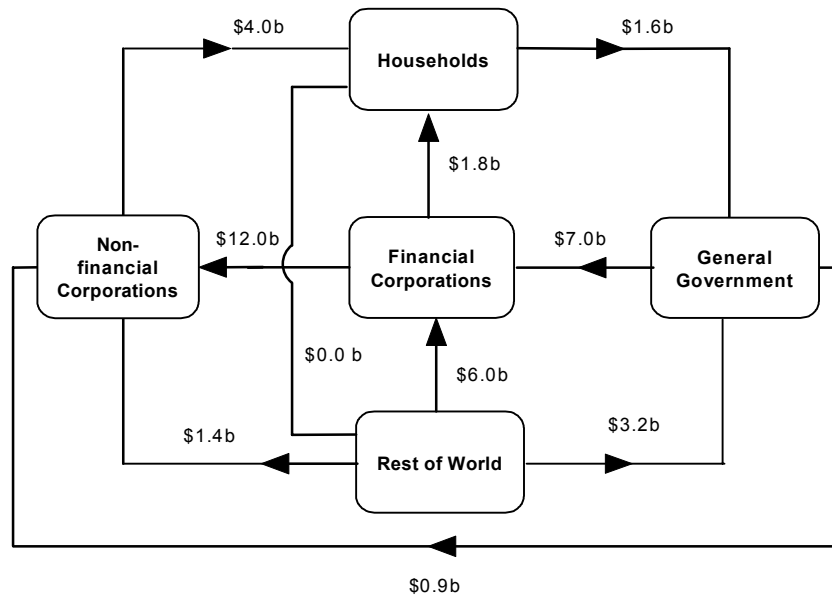 $4.0b
Households
$1.6b
$1.8b
Non-
financial
Corporations
$12.0b
Financial
Corporations
$7.0b
General
Government
$0.0 b
$6.0b
$1.4b
Rest of World
$3.2b
$0.9b